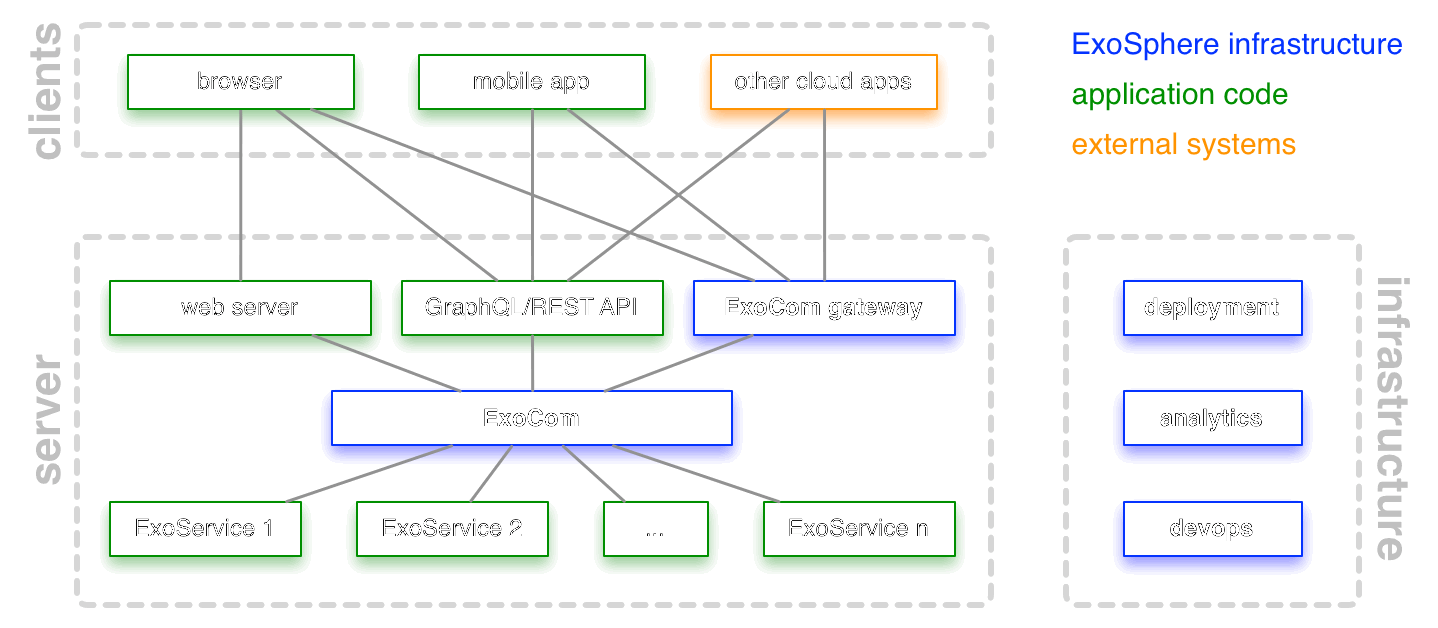 clients
browser
mobile app
other cloud apps
ExoSphere infrastructure
application code
external systems
server
web server
GraphQL/REST API
ExoCom gateway
ExoCom
ExoService 1
ExoService 2
...
ExoService n
deployment
analytics
devops
infrastructure